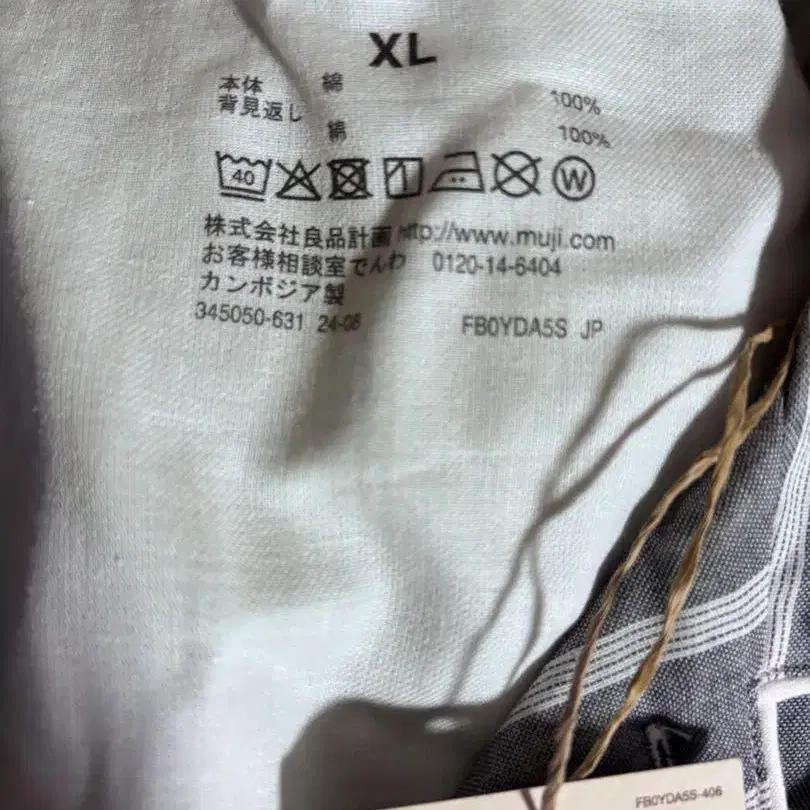 XL
本体 綿 100%
背見返し 綿 100%
40 W
株式会社良品計画 http://www.muji.com
お客様相談室でんわ 0120-14-6404
カンボジア製
345050-631 24-08 FB0YDA5S JP
FB0YDA5S-406